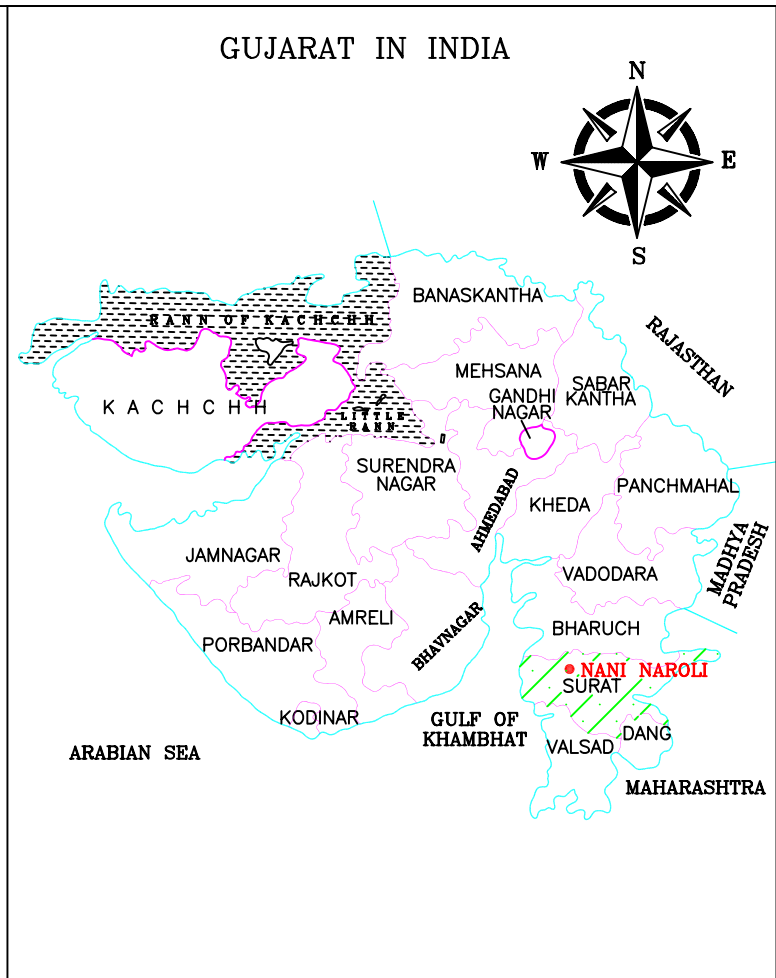 GUJARAT IN INDIA
N
W
E
S
BANASKANTHA
RANN OF KACHCHH
RAJASTHAN
MEHSANA
SABAR
KANTHA
GANDHI
NAGAR
KACHCHH
LITTLE
RANN
SURENDRA
NAGAR
AHMEDABAD
KHEDA
PANCHMAHAL
JAMNAGAR
RAJKOT
VADODARA
MADHYA
PRADESH
AMRELI
BHAVNAGAR
BHARUCH
PORBANDAR
NANI NAROLI
SURAT
KODINAR
GULF OF
KHAMBHAT
DANG
VALSAD
ARABIAN SEA
MAHARASHTRA